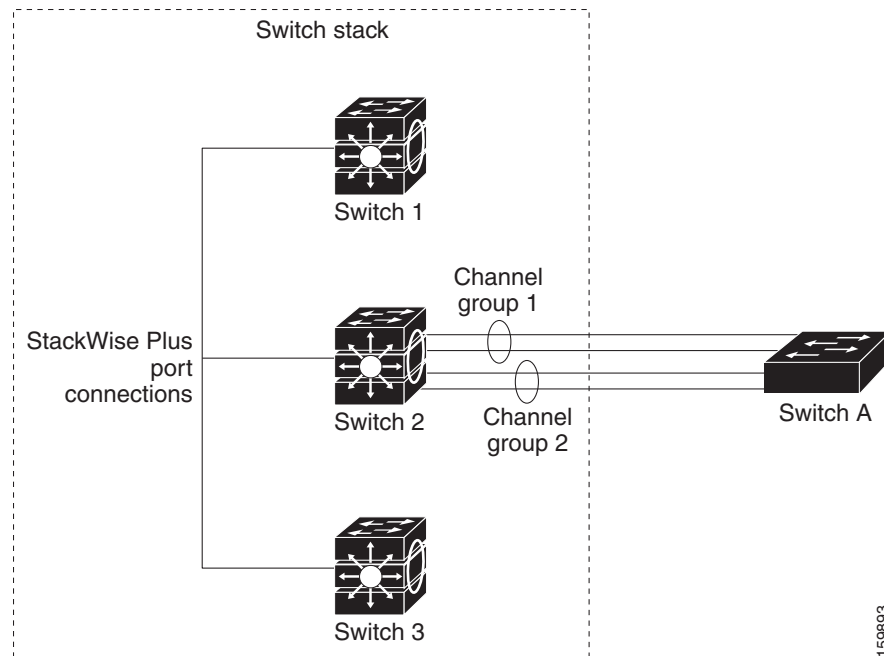 Switch stack
Switch 1
Channel
group 1
StackWise Plus
port
connections
Switch 2
Channel
group 2
Switch A
Switch 3
159893